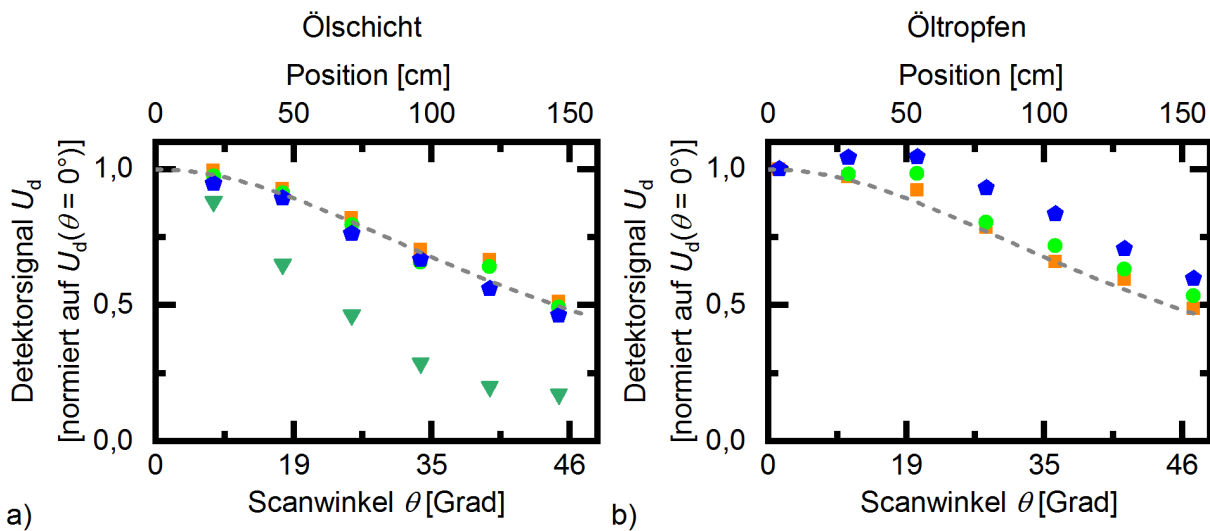 Ölschicht
Position [cm]
0 50 100 150
Detektorsignal U_d
[normiert auf U_d(θ = 0°)]
1,0
0,5
0,0
0 19 35 46
Scanwinkel θ [Grad]
a)
Öltropfen
Position [cm]
0 50 100 150
Detektorsignal U_d
[normiert auf U_d(θ = 0°)]
1,0
0,5
0,0
0 19 35 46
Scanwinkel θ [Grad]
b)